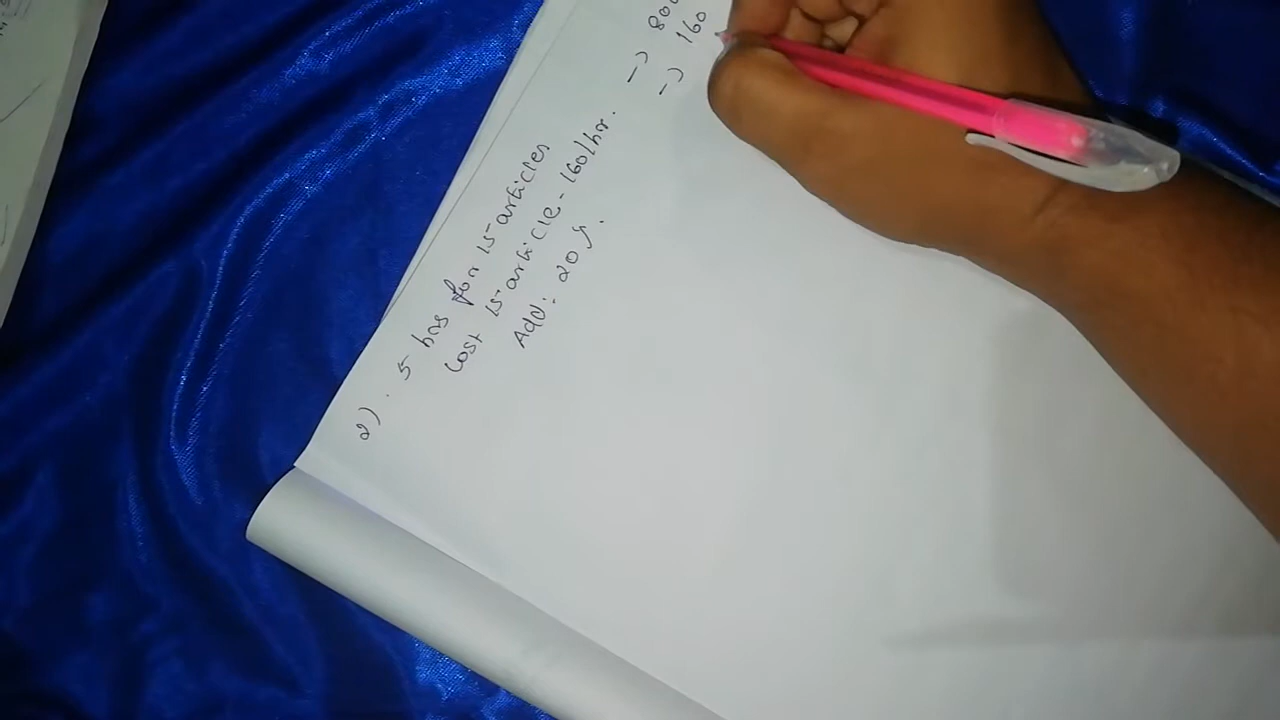 2). 5 hrs for 15-articles
Cost 15-article - 160/hr. -> 800
Add: 20 %. -> 160